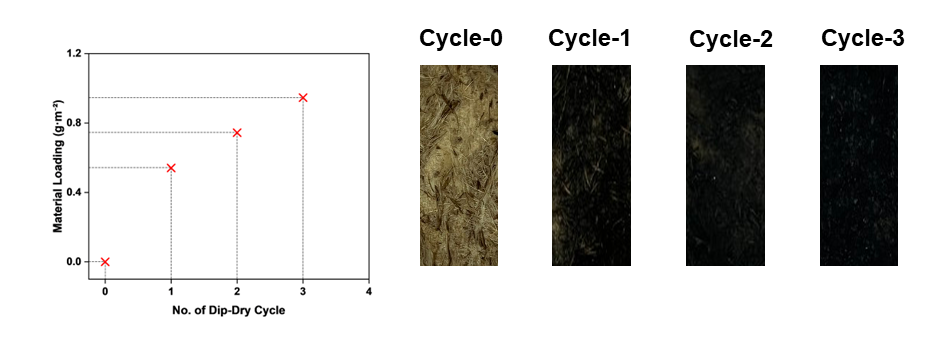 Cycle-0 Cycle-1 Cycle-2 Cycle-3
1.2
0.8
0.4
0.0
Material Loading (g·m⁻²)
0 1 2 3 4
No. of Dip-Dry Cycle